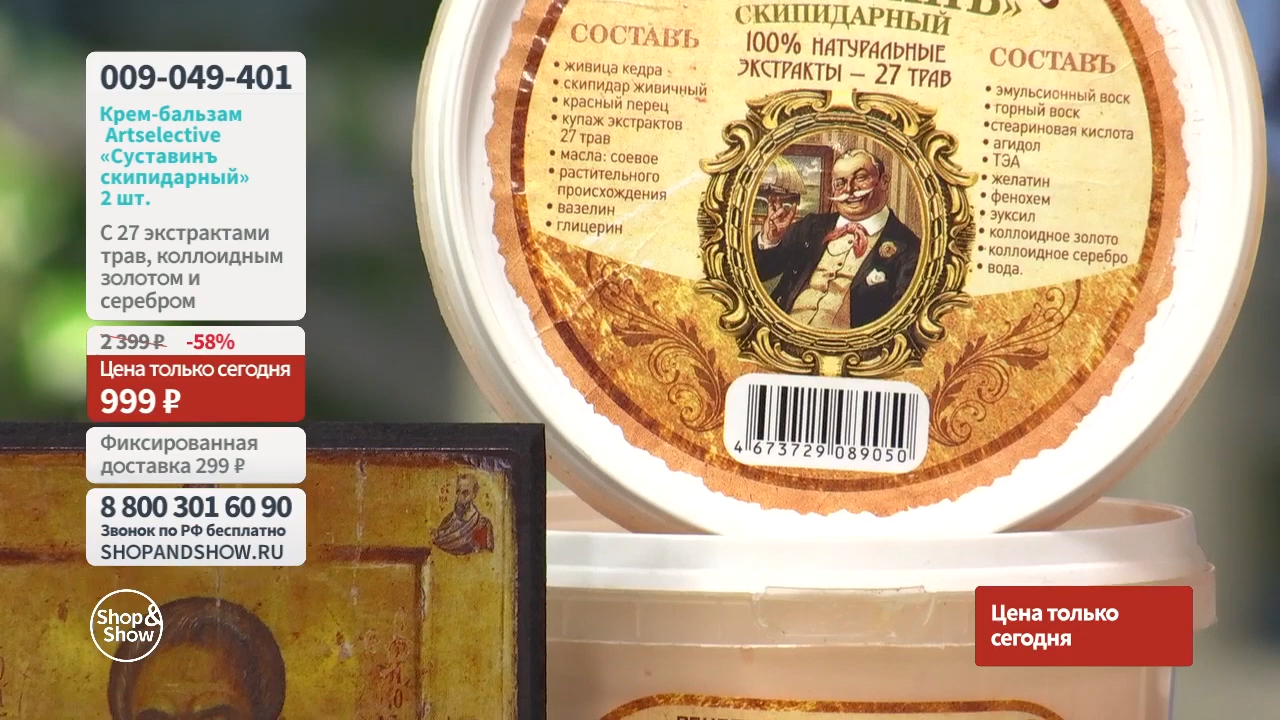 009-049-401
Крем-бальзам
Artselective
«Суставинъ
скипидарный»
2 шт.
С 27 экстрактами
трав, коллоидным
золотом и
серебром
2 399 ₽ -58%
Цена только сегодня
999 ₽
Фиксированная
доставка 299 ₽
8 800 301 60 90
Звонок по РФ бесплатно
SHOPANDSHOW.RU
Shop&
Show
СКИПИДАРНЫЙ
100% НАТУРАЛЬНЫЕ
ЭКСТРАКТЫ – 27 ТРАВ
СОСТАВЪ
• живица кедра
• скипидар живичный
• красный перец
• купаж экстрактов
27 трав
• масла: соевое
• растительного
происхождения
• вазелин
• глицерин
СОСТАВЪ
• эмульсионный воск
• горный воск
•стеариновая кислота
• агидол
• ТЭА
• желатин
• фенохем
• эуксил
• коллоидное золото
• коллоидное серебро
• вода.
4 673729 089050
Цена только
сегодня